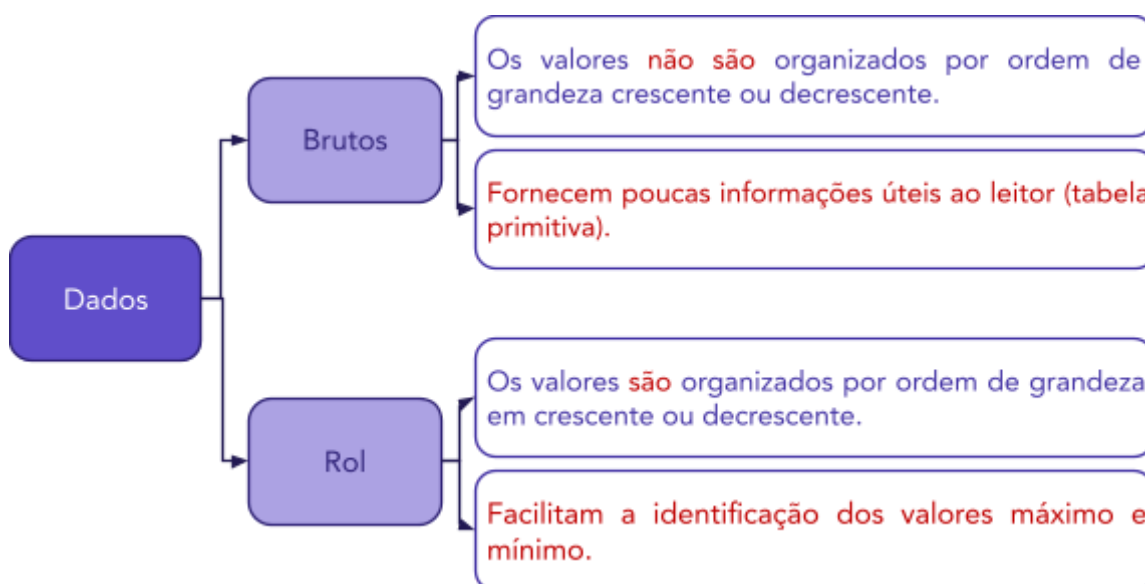 Os valores não são organizados por ordem de
grandeza crescente ou decrescente.
Brutos
Fornecem poucas informações úteis ao leitor (tabela
primitiva).
Dados
Os valores são organizados por ordem de grandeza
em crescente ou decrescente.
Rol
Facilitam a identificação dos valores máximo e
mínimo.